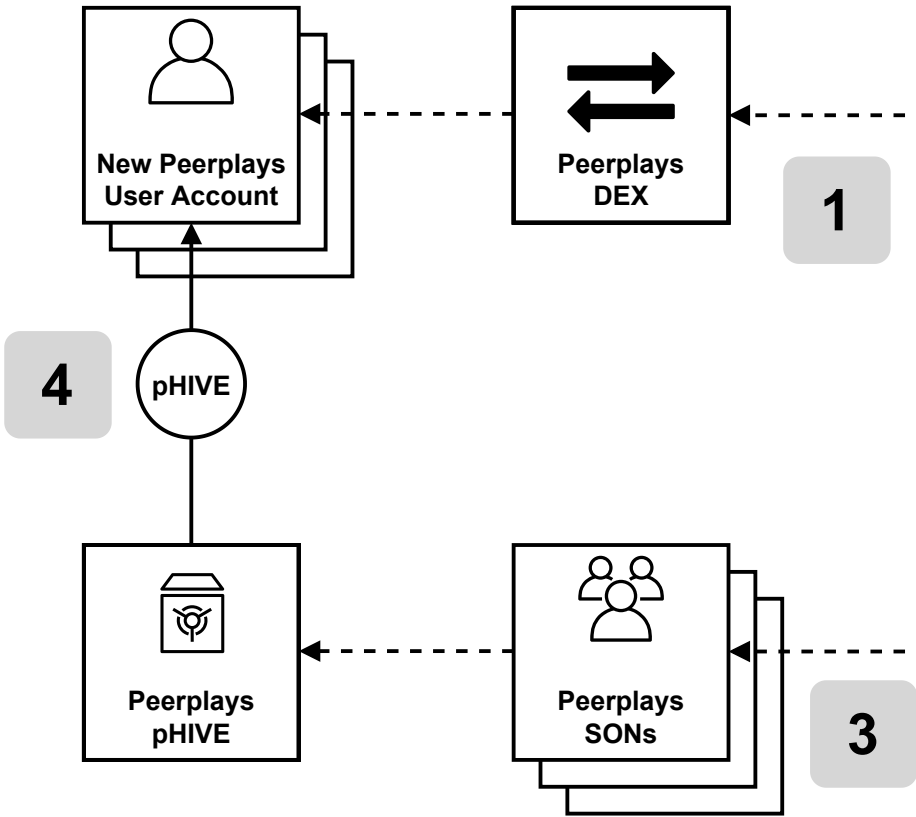 New Peerplays
User Account
Peerplays
DEX
1
4
pHIVE
Peerplays
pHIVE
Peerplays
SONs
3